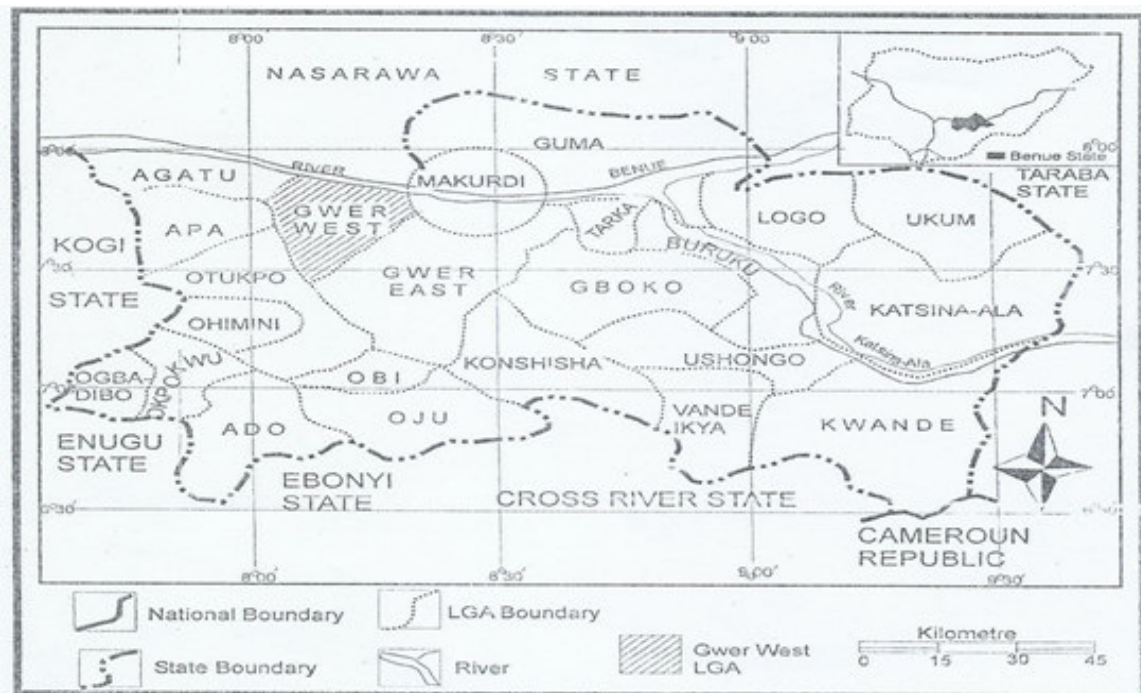 8°00'
8°30'
9°00'
NASARAWA STATE
GUMA
8°00
8°00
Benue State
TARABA
STATE
RIVER
BENUE
MAKURDI
AGATU
GWER
WEST
APA
TARKA
LOGO
UKUM
KOGI
STATE
BURUKU
OTUKPO
GWER
EAST
GBOKO
7°30
River
KATSINA-ALA
Katsina-Ala
OHIMINI
KONSHISHA
USHONGO
OGBA-
DIBO
OKPOKWU
OBI
7°00
7°00
ADO
OJU
VANDE
IKYA
KWANDE
N
ENUGU
STATE
EBONYI
STATE
CROSS RIVER STATE
CAMEROUN
REPUBLIC
8°00'
8°30'
9°00'
9°30'
National Boundary
LGA Boundary
State Boundary
River
Gwer West
LGA
Kilometre
0 15 30 45